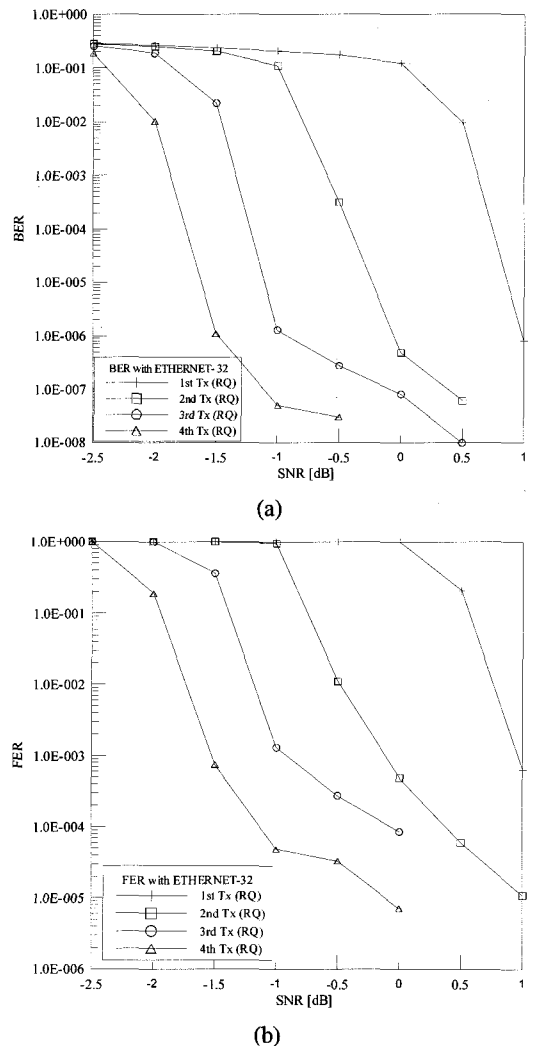 1.0E+000
1.0E-001
1.0E-002
1.0E-003
1.0E-004
1.0E-005
1.0E-006
1.0E-007
1.0E-008
BER
BER with ETHERNET-32
1st Tx (RQ)
2nd Tx (RQ)
3rd Tx (RQ)
4th Tx (RQ)
-2.5 -2 -1.5 -1 -0.5 0 0.5 1
SNR [dB]
(a)
1.0E+000
1.0E-001
1.0E-002
1.0E-003
1.0E-004
1.0E-005
1.0E-006
FER
FER with ETHERNET-32
1st Tx (RQ)
2nd Tx (RQ)
3rd Tx (RQ)
4th Tx (RQ)
-2.5 -2 -1.5 -1 -0.5 0 0.5 1
SNR [dB]
(b)